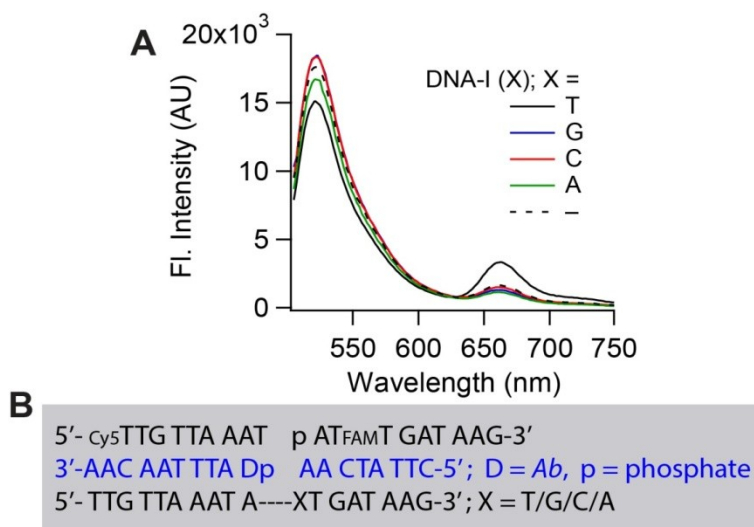 A
20x10³
15
10
5
0
Fl. Intensity (AU)
DNA-I (X); X =
T
G
C
A
–
550 600 650 700 750
Wavelength (nm)
B
5'- Cy5TTG TTA AAT p ATFAMT GAT AAG-3'
3'-AAC AAT TTA Dp AA CTA TTC-5'; D = Ab, p = phosphate
5'- TTG TTA AAT A----XT GAT AAG-3'; X = T/G/C/A